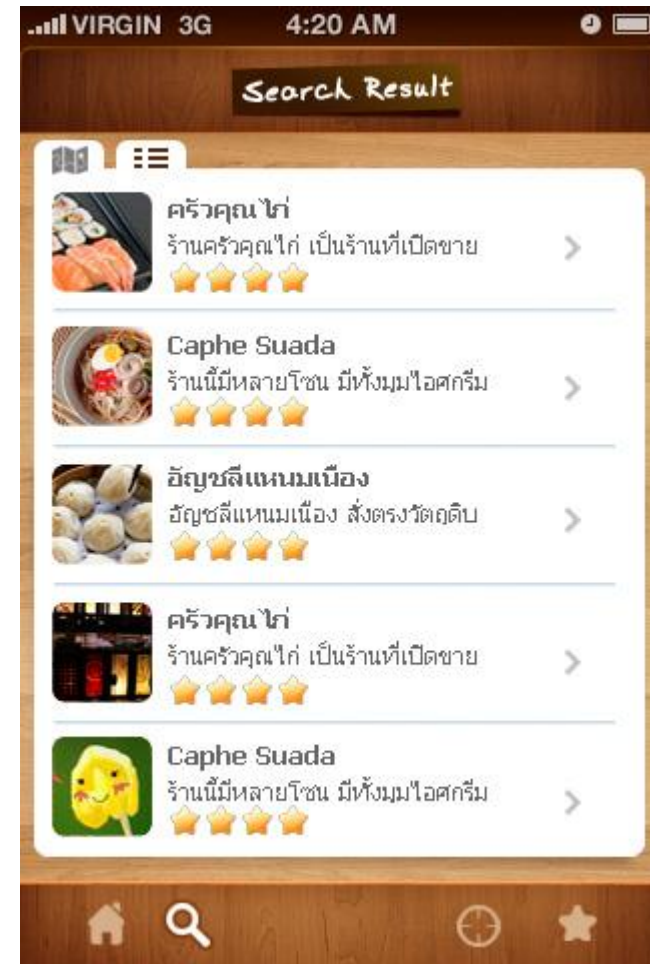 VIRGIN 3G 4:20 AM
Search Result
ครัวคุณไก่
ร้านครัวคุณไก่ เป็นร้านที่เปิดขาย
Caphe Suada
ร้านนี้มีหลายโซน มีทั้งมุมไอศกรีม
อัญชลีแหนมเนือง
อัญชลีแหนมเนือง สั่งตรงวัตถุดิบ
ครัวคุณไก่
ร้านครัวคุณไก่ เป็นร้านที่เปิดขาย
Caphe Suada
ร้านนี้มีหลายโซน มีทั้งมุมไอศกรีม